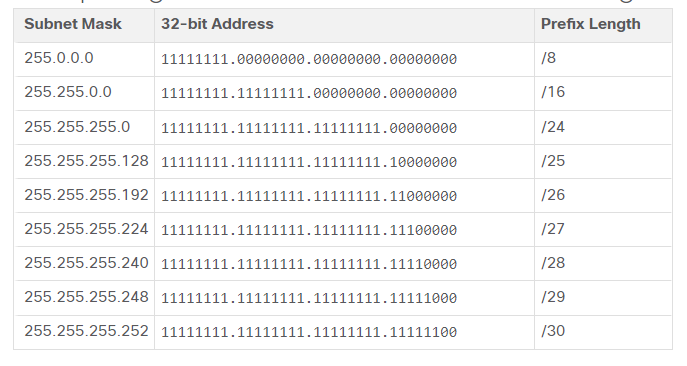 Subnet Mask 32-bit Address Prefix Length
255.0.0.0 11111111.00000000.00000000.00000000 /8
255.255.0.0 11111111.11111111.00000000.00000000 /16
255.255.255.0 11111111.11111111.11111111.00000000 /24
255.255.255.128 11111111.11111111.11111111.10000000 /25
255.255.255.192 11111111.11111111.11111111.11000000 /26
255.255.255.224 11111111.11111111.11111111.11100000 /27
255.255.255.240 11111111.11111111.11111111.11110000 /28
255.255.255.248 11111111.11111111.11111111.11111000 /29
255.255.255.252 11111111.11111111.11111111.11111100 /30